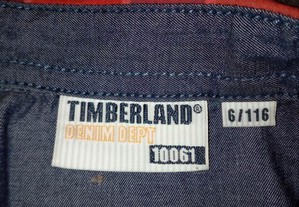 TIMBERLAND®
6/116
DENIM DEPT
10061